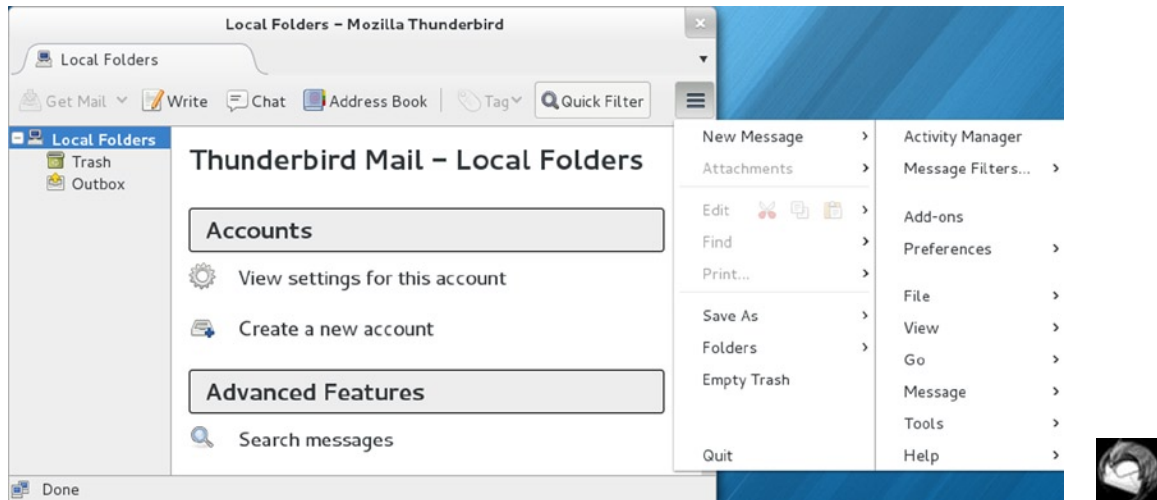 Local Folders – Mozilla Thunderbird
Local Folders
Get Mail Write Chat Address Book Tag Quick Filter
Local Folders
Trash
Outbox
Thunderbird Mail – Local Folders
Accounts
View settings for this account
Create a new account
Advanced Features
Search messages
New Message
Attachments
Edit
Find
Print...
Save As
Folders
Empty Trash
Quit
Activity Manager
Message Filters...
Add-ons
Preferences
File
View
Go
Message
Tools
Help
Done